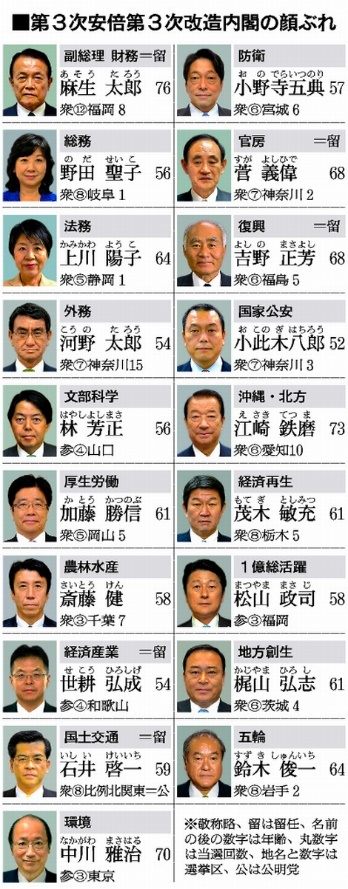 ■第3次安倍第3次改造内閣の顔ぶれ
副総理 財務=留
あそう たろう
麻生 太郎 76
衆⑫福岡8
総務
のだ せいこ
野田 聖子 56
衆⑧岐阜1
法務
かみかわ ようこ
上川 陽子 64
衆⑤静岡1
外務
こうの たろう
河野 太郎 54
衆⑦神奈川15
文部科学
はやしよしまさ
林 芳正 56
参④山口
厚生労働
かとう かつのぶ
加藤 勝信 61
衆⑤岡山5
農林水産
さいとう けん
斎藤 健 58
衆③千葉7
経済産業 =留
せこう ひろしげ
世耕 弘成 54
参④和歌山
国土交通 =留
いしい けいいち
石井 啓一 59
衆⑧比例北関東=公
環境
なかがわ まさはる
中川 雅治 70
参③東京
防衛
おのでらいつのり
小野寺五典 57
衆⑥宮城6
官房 =留
すが よしひで
菅 義偉 68
衆⑦神奈川2
復興 =留
よしの まさよし
吉野 正芳 68
衆⑥福島5
国家公安
おこのぎはちろう
小此木八郎 52
衆⑦神奈川3
沖縄・北方
えさき てつま
江崎 鉄磨 73
衆⑥愛知10
経済再生
もてぎ としみつ
茂木 敏充 61
衆⑧栃木5
1億総活躍
まつやま まさじ
松山 政司 58
参③福岡
地方創生
かじやま ひろし
梶山 弘志 61
衆⑥茨城4
五輪
すずき しゅんいち
鈴木 俊一 64
衆⑧岩手2
※敬称略、留は留任、名前
の後の数字は年齢、丸数字
は当選回数、地名と数字は
選挙区、公は公明党